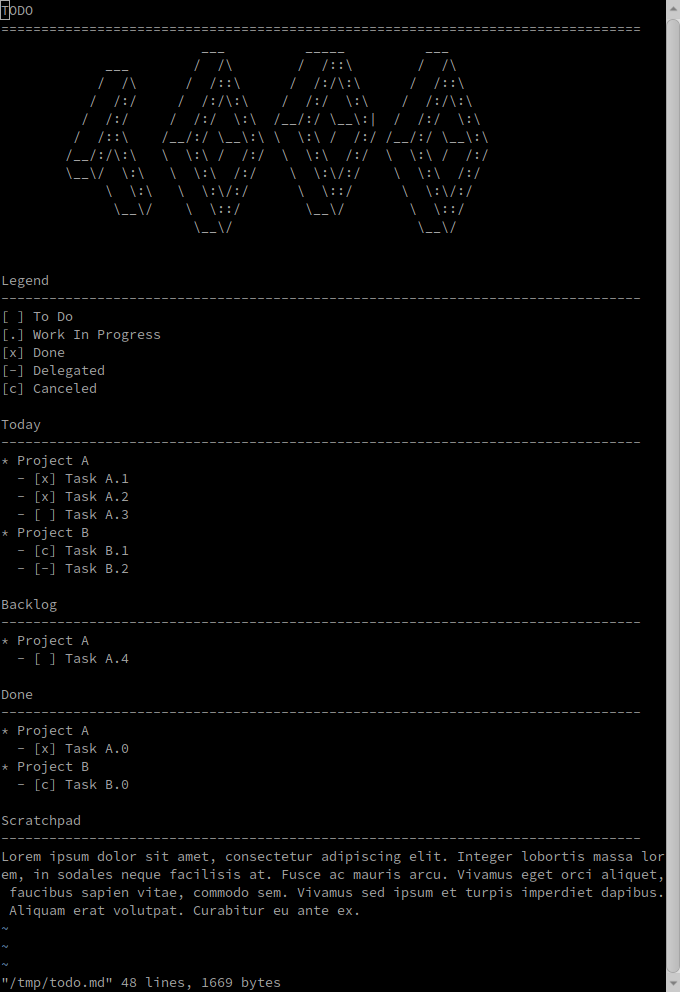 TODO
================================================================================
                         ___          _____          ___
             ___        /  /\        /  /::\        /  /\
            /  /\      /  /::\      /  /:/\:\      /  /::\
           /  /:/     /  /:/\:\    /  /:/  \:\    /  /:/\:\
          /  /:/     /  /:/  \:\  /__/:/ \__\:|  /  /:/  \:\
         /  /::\    /__/:/ \__\:\ \  \:\ /  /:/ /__/:/ \__\:\
        /__/:/\:\   \  \:\ /  /:/  \  \:\  /:/  \  \:\ /  /:/
        \__\/  \:\   \  \:\  /:/    \  \:\/:/    \  \:\  /:/
             \  \:\   \  \:\/:/      \  \::/      \  \:\/:/
              \__\/    \  \::/        \__\/        \  \::/
                        \__\/                       \__\/
Legend
--------------------------------------------------------------------------------
[ ] To Do
[.] Work In Progress
[x] Done
[-] Delegated
[c] Canceled
Today
--------------------------------------------------------------------------------
* Project A
  - [x] Task A.1
  - [x] Task A.2
  - [ ] Task A.3
* Project B
  - [c] Task B.1
  - [-] Task B.2
Backlog
--------------------------------------------------------------------------------
* Project A
  - [ ] Task A.4
Done
--------------------------------------------------------------------------------
* Project A
  - [x] Task A.0
* Project B
  - [c] Task B.0
Scratchpad
--------------------------------------------------------------------------------
Lorem ipsum dolor sit amet, consectetur adipiscing elit. Integer lobortis massa lor
em, in sodales neque facilisis at. Fusce ac mauris arcu. Vivamus eget orci aliquet,
 faucibus sapien vitae, commodo sem. Vivamus sed ipsum et turpis imperdiet dapibus.
 Aliquam erat volutpat. Curabitur eu ante ex.
~
~
~
"/tmp/todo.md" 48 lines, 1669 bytes